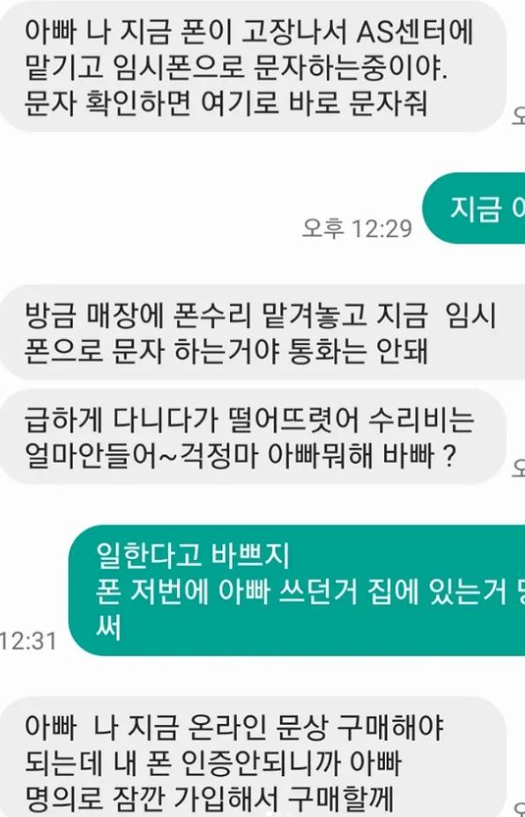 아빠 나 지금 폰이 고장나서 AS센터에
맡기고 임시폰으로 문자하는중이야.
문자 확인하면 여기로 바로 문자줘
지금
오후 12:29
방금 매장에 폰수리 맡겨놓고 지금 임시
폰으로 문자 하는거야 통화는 안돼
급하게 다니다가 떨어뜨렷어 수리비는
얼마안들어~걱정마 아빠뭐해 바빠 ?
일한다고 바쁘지
폰 저번에 아빠 쓰던거 집에 있는거
써
12:31
아빠 나 지금 온라인 문상 구매해야
되는데 내 폰 인증안되니까 아빠
명의로 잠깐 가입해서 구매할께